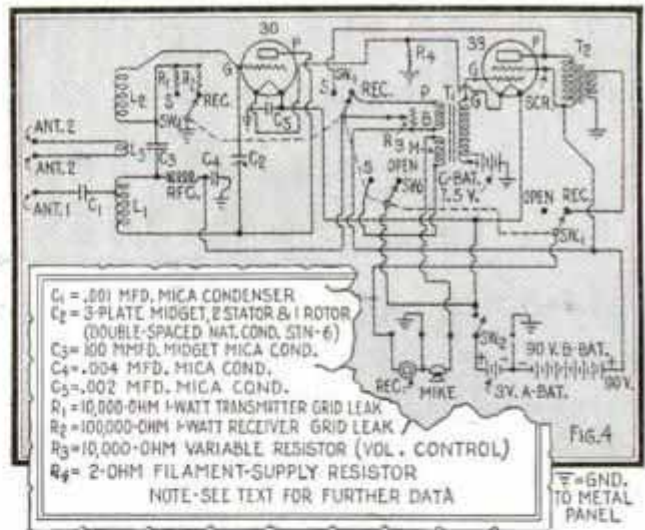 30
33
P
G
R1
R2
S
REC.
SW1
L2
L3
C3
C4
C5
C2
RFC.
ANT. 2
ANT. 2
ANT. 1
C1
L1
SW1
S
REC.
R4
P
B
R3
M
T1
G
G
P
SCR.
T2
S
OPEN
C-BAT.
7.5 V.
OPEN
REC.
SW1
SW2
REC.
MIKE
3V. A-BAT.
90 V. B-BAT.
90V.
FIG. 4
C1 = .001 MFD. MICA CONDENSER
C2 = 3-PLATE MIDGET, 2 STATOR & 1 ROTOR
(DOUBLE-SPACED NAT. COND. STN-6)
C3 = 100 MMFD. MIDGET MICA COND.
C4 = .004 MFD. MICA COND.
C5 = .002 MFD. MICA COND.
R1 = 10,000-OHM 1-WATT TRANSMITTER GRID LEAK
R2 = 100,000-OHM 1-WATT RECEIVER GRID LEAK
R3 = 10,000-OHM VARIABLE RESISTOR (VOL. CONTROL)
R4 = 2-OHM FILAMENT-SUPPLY RESISTOR
NOTE-SEE TEXT FOR FURTHER DATA
=GND.
TO METAL
PANEL